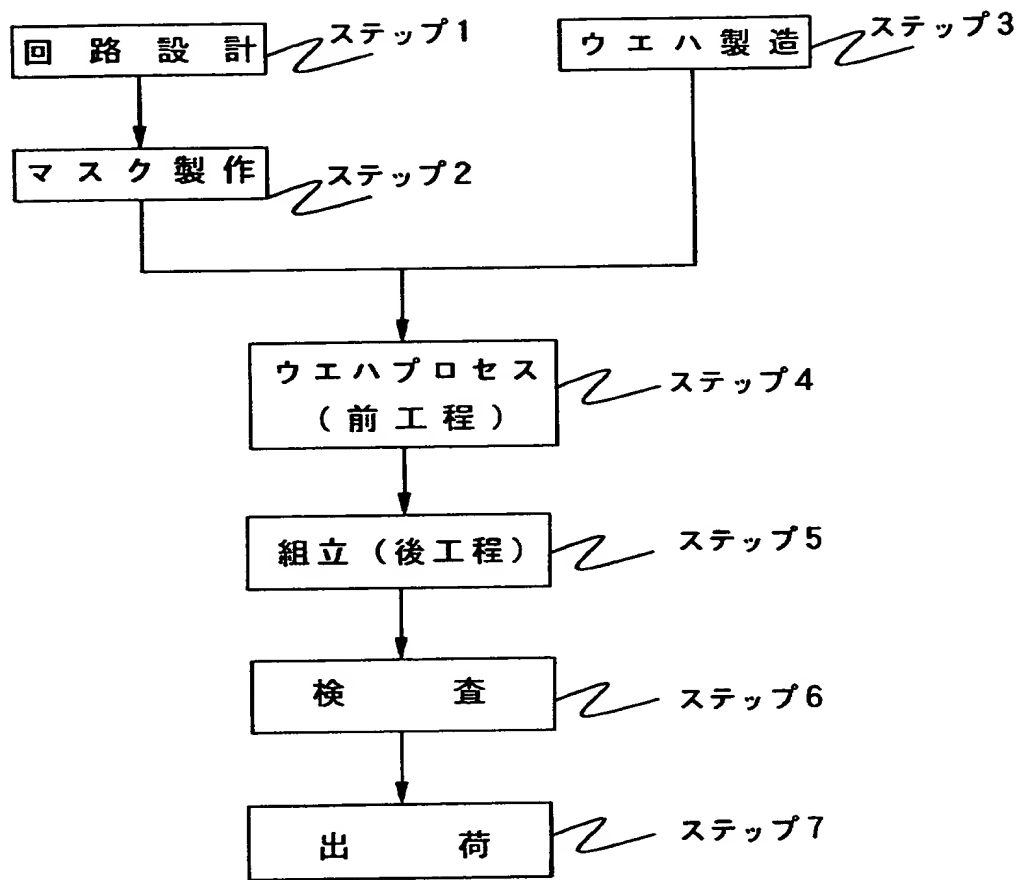 回路設計
ステップ1
ウエハ製造
ステップ3
マスク製作
ステップ2
ウエハプロセス
(前工程)
ステップ4
組立(後工程)
ステップ5
検査
ステップ6
出荷
ステップ7